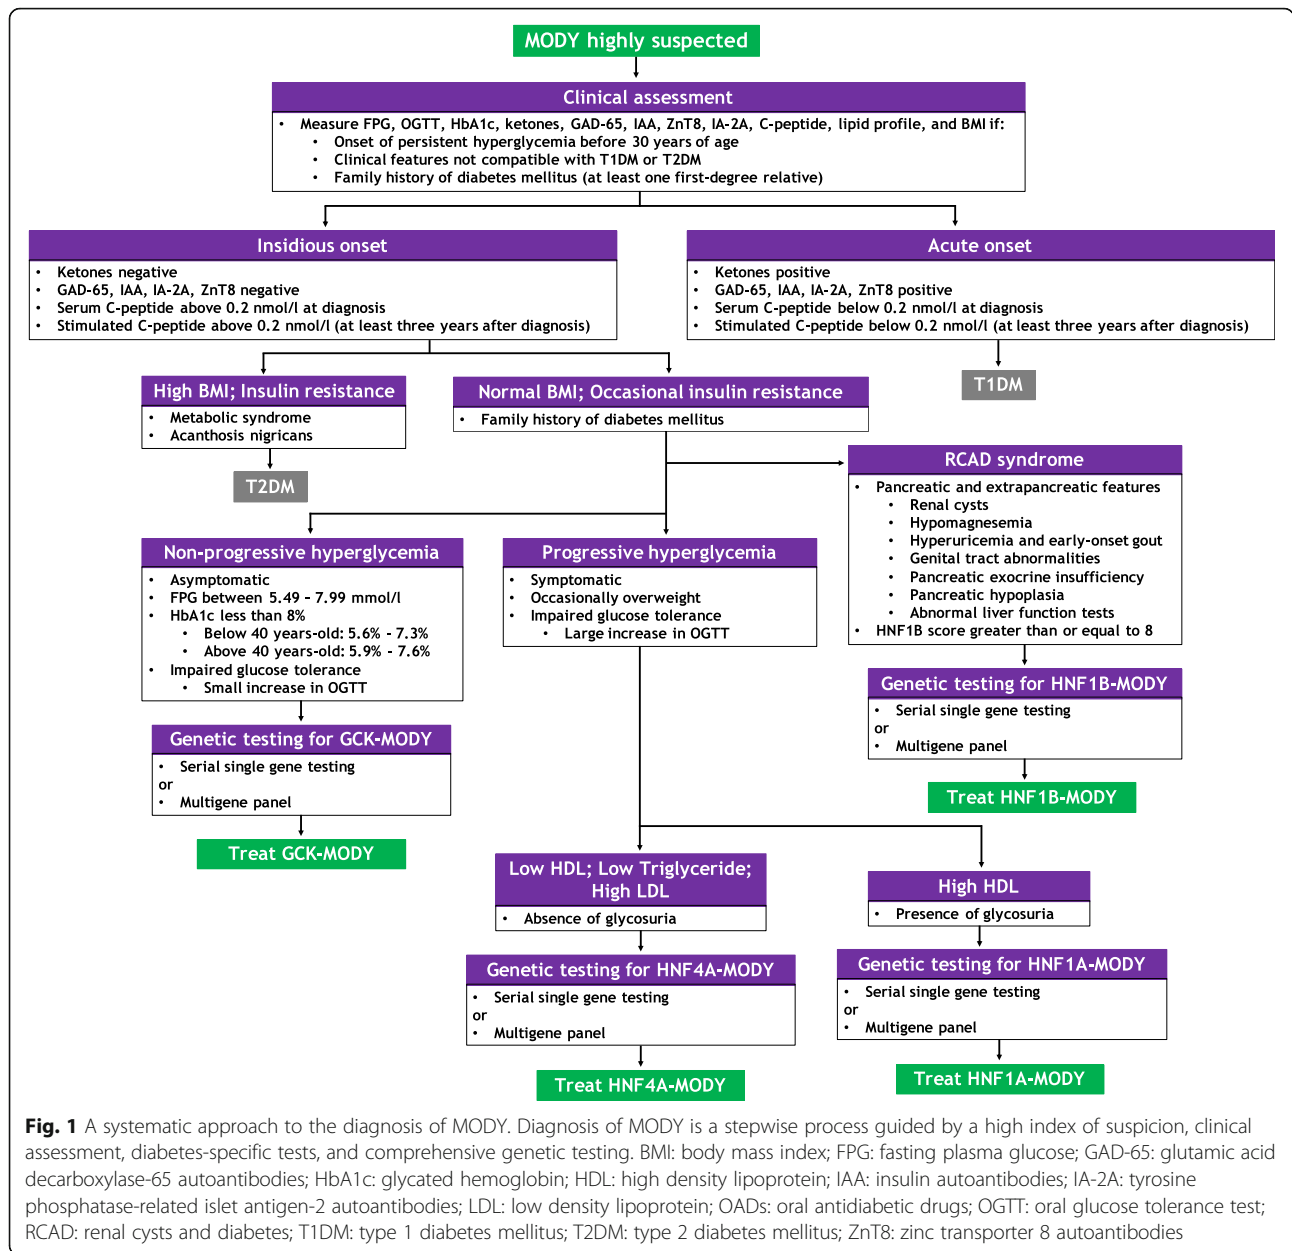 MODY highly suspected
Clinical assessment
• Measure FPG, OGTT, HbA1c, ketones, GAD-65, IAA, ZnT8, IA-2A, C-peptide, lipid profile, and BMI if:
• Onset of persistent hyperglycemia before 30 years of age
• Clinical features not compatible with T1DM or T2DM
• Family history of diabetes mellitus (at least one first-degree relative)
Insidious onset
• Ketones negative
• GAD-65, IAA, IA-2A, ZnT8 negative
• Serum C-peptide above 0.2 nmol/l at diagnosis
• Stimulated C-peptide above 0.2 nmol/l (at least three years after diagnosis)
Acute onset
• Ketones positive
• GAD-65, IAA, IA-2A, ZnT8 positive
• Serum C-peptide below 0.2 nmol/l at diagnosis
• Stimulated C-peptide below 0.2 nmol/l (at least three years after diagnosis)
T1DM
High BMI; Insulin resistance
• Metabolic syndrome
• Acanthosis nigricans
T2DM
Normal BMI; Occasional insulin resistance
• Family history of diabetes mellitus
RCAD syndrome
• Pancreatic and extrapancreatic features
• Renal cysts
• Hypomagnesemia
• Hyperuricemia and early-onset gout
• Genital tract abnormalities
• Pancreatic exocrine insufficiency
• Pancreatic hypoplasia
• Abnormal liver function tests
• HNF1B score greater than or equal to 8
Non-progressive hyperglycemia
• Asymptomatic
• FPG between 5.49 - 7.99 mmol/l
• HbA1c less than 8%
• Below 40 years-old: 5.6% - 7.3%
• Above 40 years-old: 5.9% - 7.6%
• Impaired glucose tolerance
• Small increase in OGTT
Progressive hyperglycemia
• Symptomatic
• Occasionally overweight
• Impaired glucose tolerance
• Large increase in OGTT
Genetic testing for HNF1B-MODY
• Serial single gene testing
or
• Multigene panel
Treat HNF1B-MODY
Genetic testing for GCK-MODY
• Serial single gene testing
or
• Multigene panel
Treat GCK-MODY
Low HDL; Low Triglyceride;
High LDL
• Absence of glycosuria
High HDL
• Presence of glycosuria
Genetic testing for HNF4A-MODY
• Serial single gene testing
or
• Multigene panel
Treat HNF4A-MODY
Genetic testing for HNF1A-MODY
• Serial single gene testing
or
• Multigene panel
Treat HNF1A-MODY
Fig. 1 A systematic approach to the diagnosis of MODY. Diagnosis of MODY is a stepwise process guided by a high index of suspicion, clinical
assessment, diabetes-specific tests, and comprehensive genetic testing. BMI: body mass index; FPG: fasting plasma glucose; GAD-65: glutamic acid
decarboxylase-65 autoantibodies; HbA1c: glycated hemoglobin; HDL: high density lipoprotein; IAA: insulin autoantibodies; IA-2A: tyrosine
phosphatase-related islet antigen-2 autoantibodies; LDL: low density lipoprotein; OADs: oral antidiabetic drugs; OGTT: oral glucose tolerance test;
RCAD: renal cysts and diabetes; T1DM: type 1 diabetes mellitus; T2DM: type 2 diabetes mellitus; ZnT8: zinc transporter 8 autoantibodies